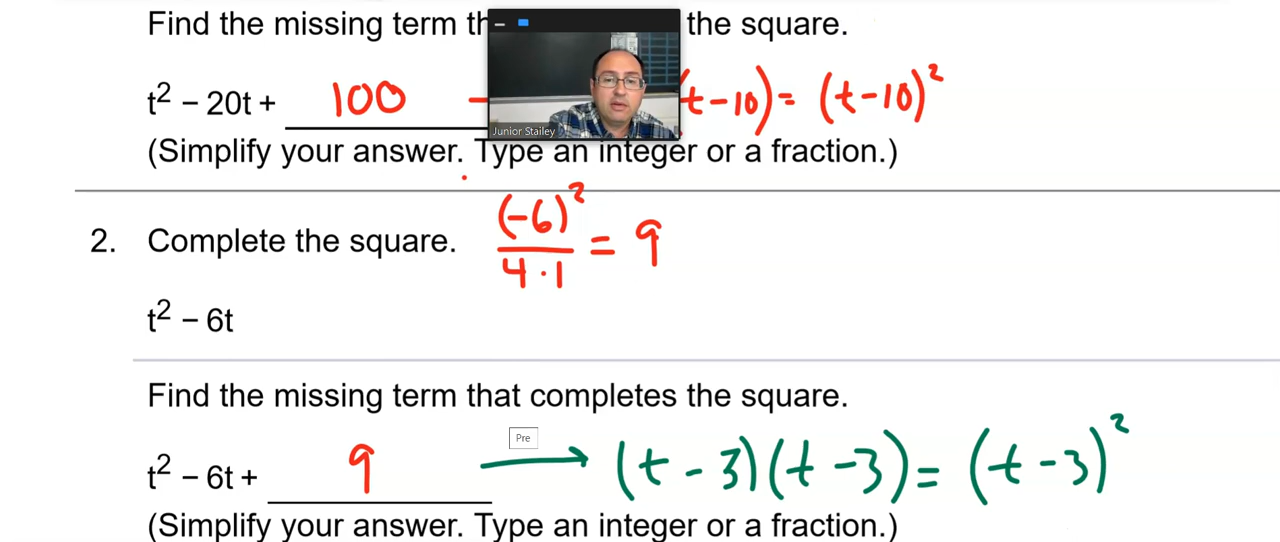 Find the missing term th the square.
t² − 20t + 100 t − 10) = (t − 10)²
(Simplify your answer. Type an integer or a fraction.)
Junior Stailey
2. Complete the square. (-6)² / 4 · 1 = 9
t² − 6t
Find the missing term that completes the square.
Pre
t² − 6t + 9 → (t − 3)(t − 3) = (t − 3)²
(Simplify your answer. Type an integer or a fraction.)